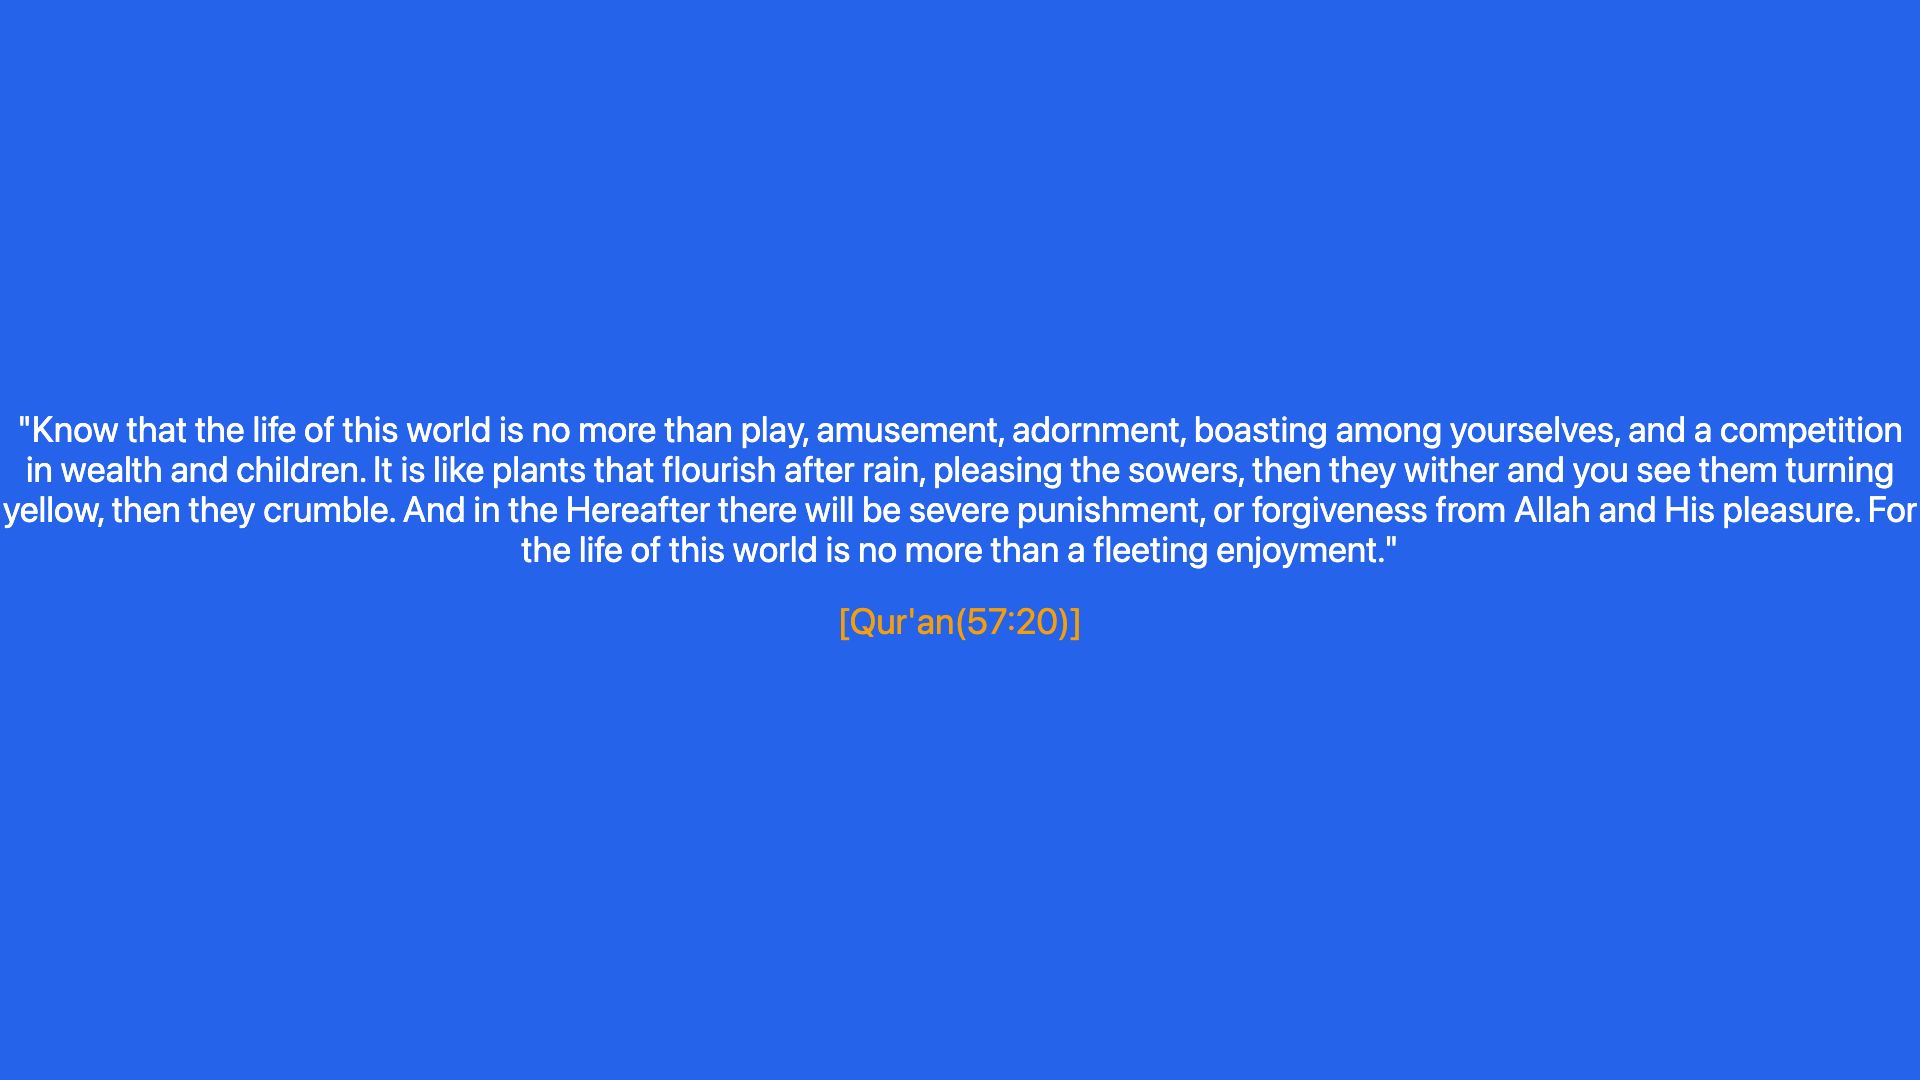 "Know that the life of this world is no more than play, amusement, adornment, boasting among yourselves, and a competition
in wealth and children. It is like plants that flourish after rain, pleasing the sowers, then they wither and you see them turning
yellow, then they crumble. And in the Hereafter there will be severe punishment, or forgiveness from Allah and His pleasure. For
the life of this world is no more than a fleeting enjoyment."
[Qur'an(57:20)]